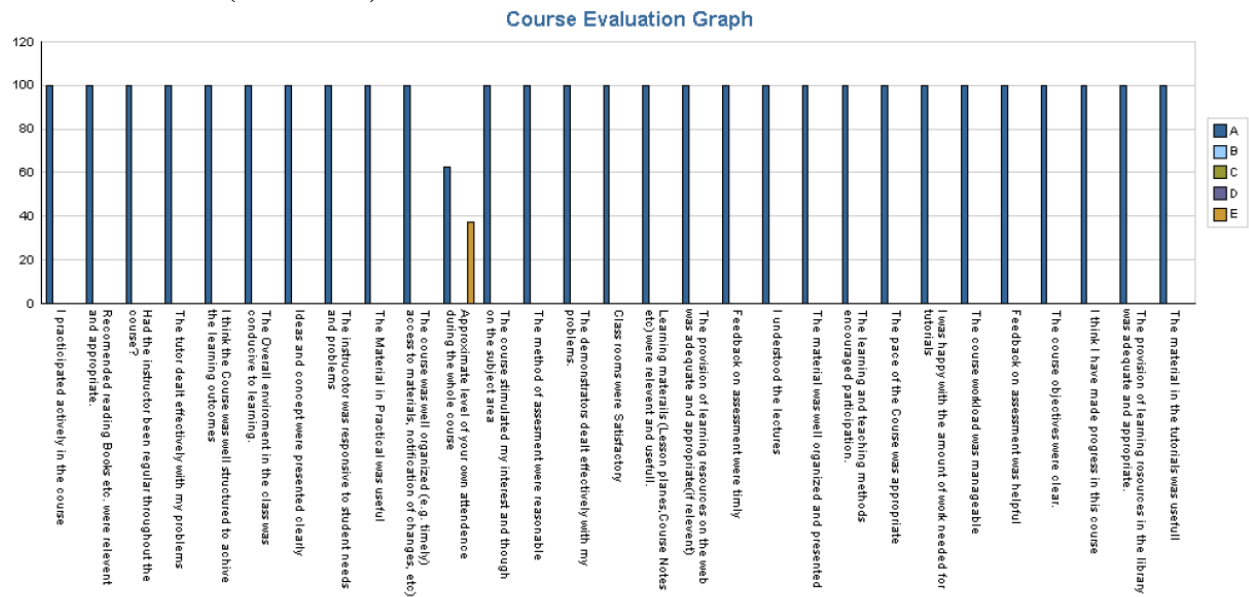 Course Evaluation Graph
120
100
80
60
40
20
0
A
B
C
D
E
I practicipated actively in the course
Recomended reading Books etc. were relevent
and appropriate.
Had the instructor been regular throughout the
course?
The tutor dealt effectively with my problems
I think the Course was well structured to achive
the learning outcomes
The Overall enviroment in the class was
conducive to learning.
Ideas and concept were presented clearly
The instrucotor was responsive to student needs
and problems
The Material in Practical was useful
The course was well organized (e.g. timely)
access to materials, notification of changes, etc)
Approximate level of your own attendence
during the whole course
The course stimulated my interest and though
on the subject area
The method of assesment were reasonable
The demonstrators dealt effectively with my
problems.
Class rooms were Satisfactory
Learning materails (Lesson planes,Course Notes
etc) were relevent and usefull.
The provision of learning resources on the web
was adequate and appropriate(if relevent)
Feedback on assessment were timly
I understood the lectures
The material was well organized and presented
The learning and teaching methods
encouraged participation.
The pace of the Course was appropriate
I was happy with the amount of work needed for
tutorials
The course workload was manageable
Feedback on assessment was helpful
The course objectives were clear.
I think I have made progress in this course
The provision of learning rosources in the library
was adequate and appropriate.
The material in the tutorials was usefull